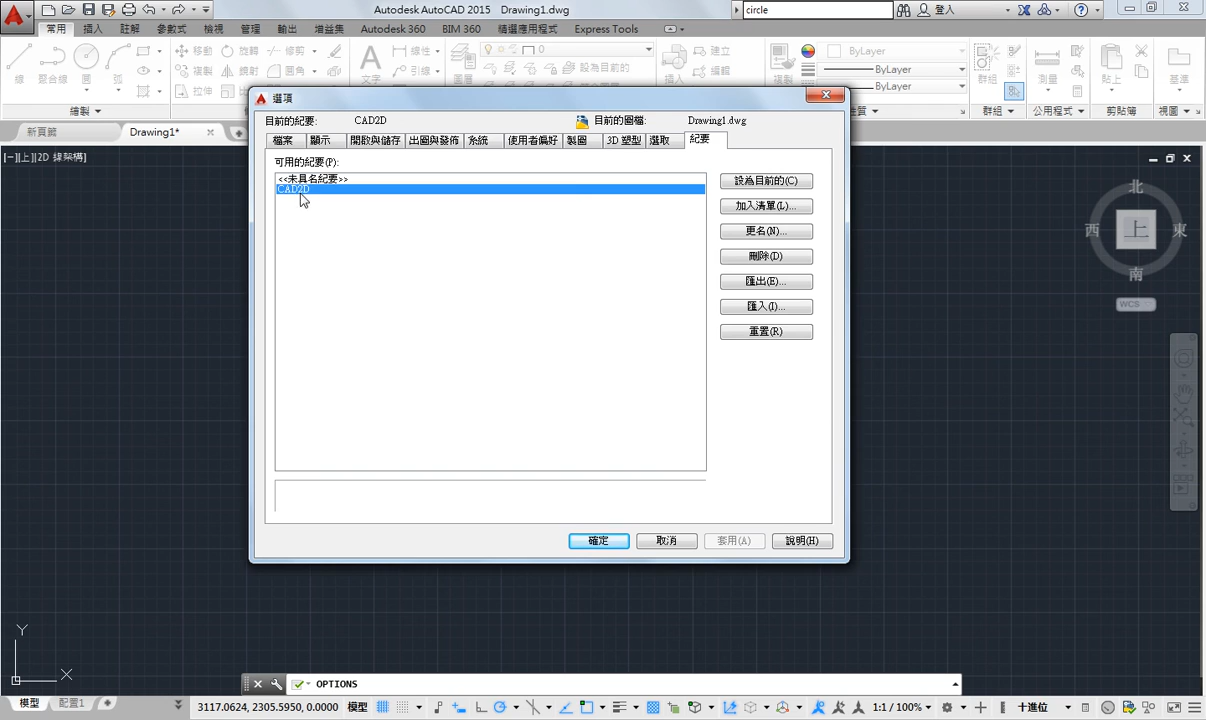 Autodesk AutoCAD 2015 Drawing1.dwg
circle
登入
常用 插入 註解 參數式 檢視 管理 輸出 增益集 Autodesk 360 BIM 360 精選應用程式 Express Tools
線 聚合線 圓 弧
移動 旋轉 修剪
複製 鏡射 圓角
拉伸
文字
線性
引線
圖層
0
設為目前的
插入
建立
編輯
ByLayer
ByLayer
ByLayer
群組
測量
貼上
基準
繪製
群組 公用程式 剪貼簿 視圖
新頁籤 Drawing1*
[−][上][2D 線架構]
選項
目前的紀要: CAD2D 目前的圖檔: Drawing1.dwg
檔案 顯示 開啟與儲存 出圖與發佈 系統 使用者偏好 製圖 3D 塑型 選取 紀要
可用的紀要(P):
<<未具名紀要>>
CAD2D
設為目前的(C)
加入清單(L)...
更名(N)...
刪除(D)
匯出(E)...
匯入(I)...
重置(R)
確定 取消 套用(A) 說明(H)
北
西 上 東
南
WCS
Y
X
OPTIONS
模型 配置1
3117.0624, 2305.5950, 0.0000 模型 1:1 / 100% 十進位